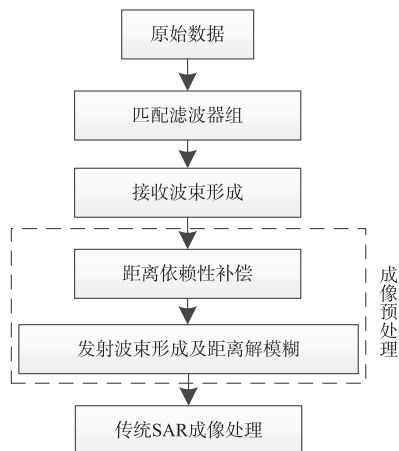 原始数据
匹配滤波器组
接收波束形成
距离依赖性补偿
发射波束形成及距离解模糊
成像预处理
传统SAR成像处理